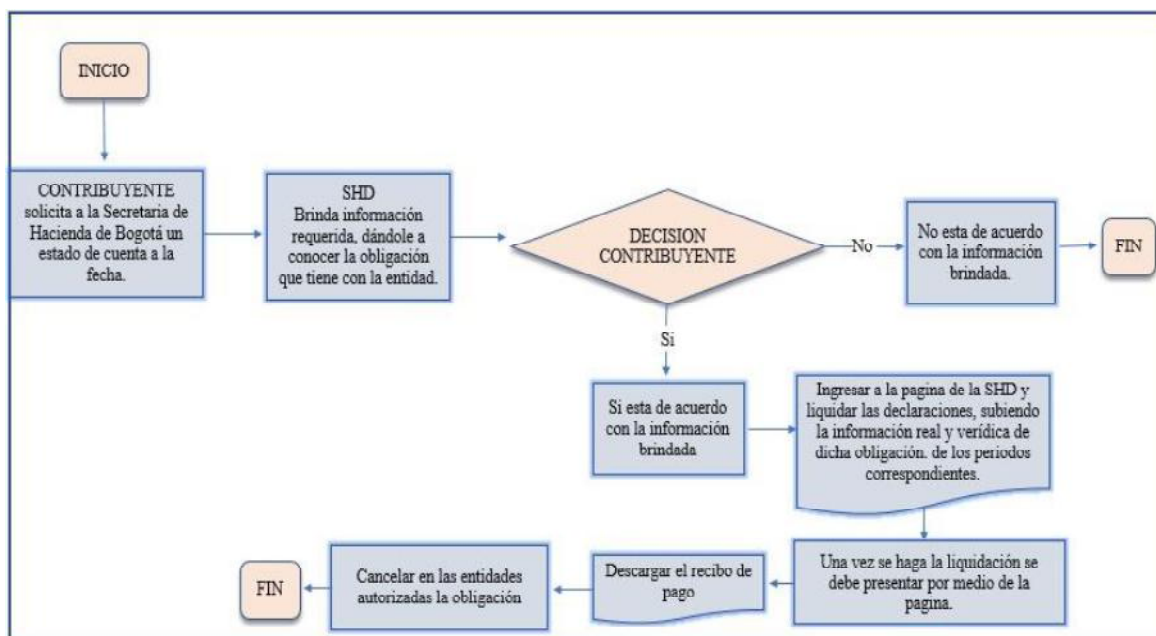 INICIO
CONTRIBUYENTE
solicita a la Secretaria de
Hacienda de Bogotá un
estado de cuenta a la
fecha.
SHD
Brinda información
requerida, dándole a
conocer la obligación
que tiene con la entidad.
DECISION
CONTRIBUYENTE
No
No esta de acuerdo
con la información
brindada.
FIN
Si
Si esta de acuerdo
con la información
brindada
Ingresar a la pagina de la SHD y
liquidar las declaraciones, subiendo
la información real y verídica de
dicha obligación. de los periodos
correspondientes.
Una vez se haga la liquidación se
debe presentar por medio de la
pagina.
Descargar el recibo de
pago
Cancelar en las entidades
autorizadas la obligación
FIN